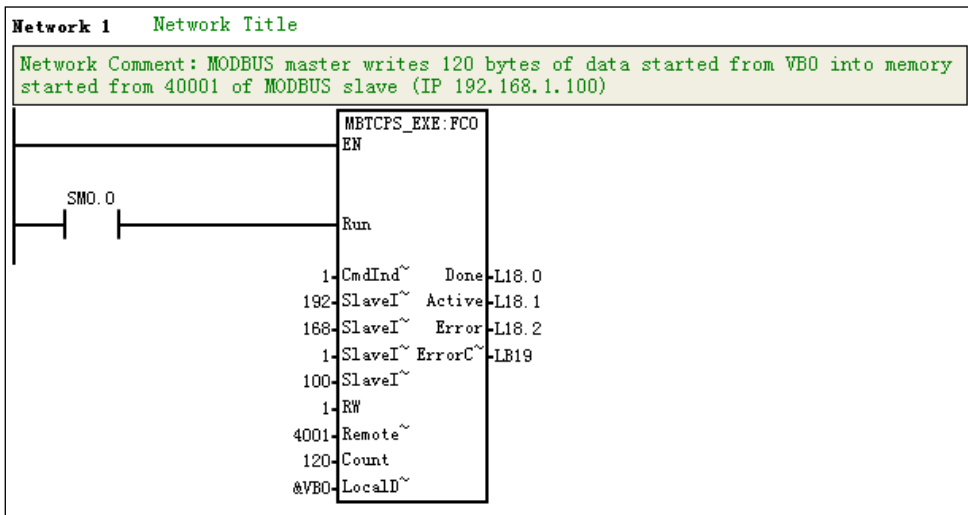 Network 1 Network Title
Network Comment: MODBUS master writes 120 bytes of data started from VB0 into memory
started from 40001 of MODBUS slave (IP 192.168.1.100)
MBTCPS_EXE:FC0
EN
SM0.0
Run
1 CmdInd~ Done L18.0
192 SlaveI~ Active L18.1
168 SlaveI~ Error L18.2
1 SlaveI~ ErrorC~ LB19
100 SlaveI~
1 RW
4001 Remote~
120 Count
&VB0 LocalD~